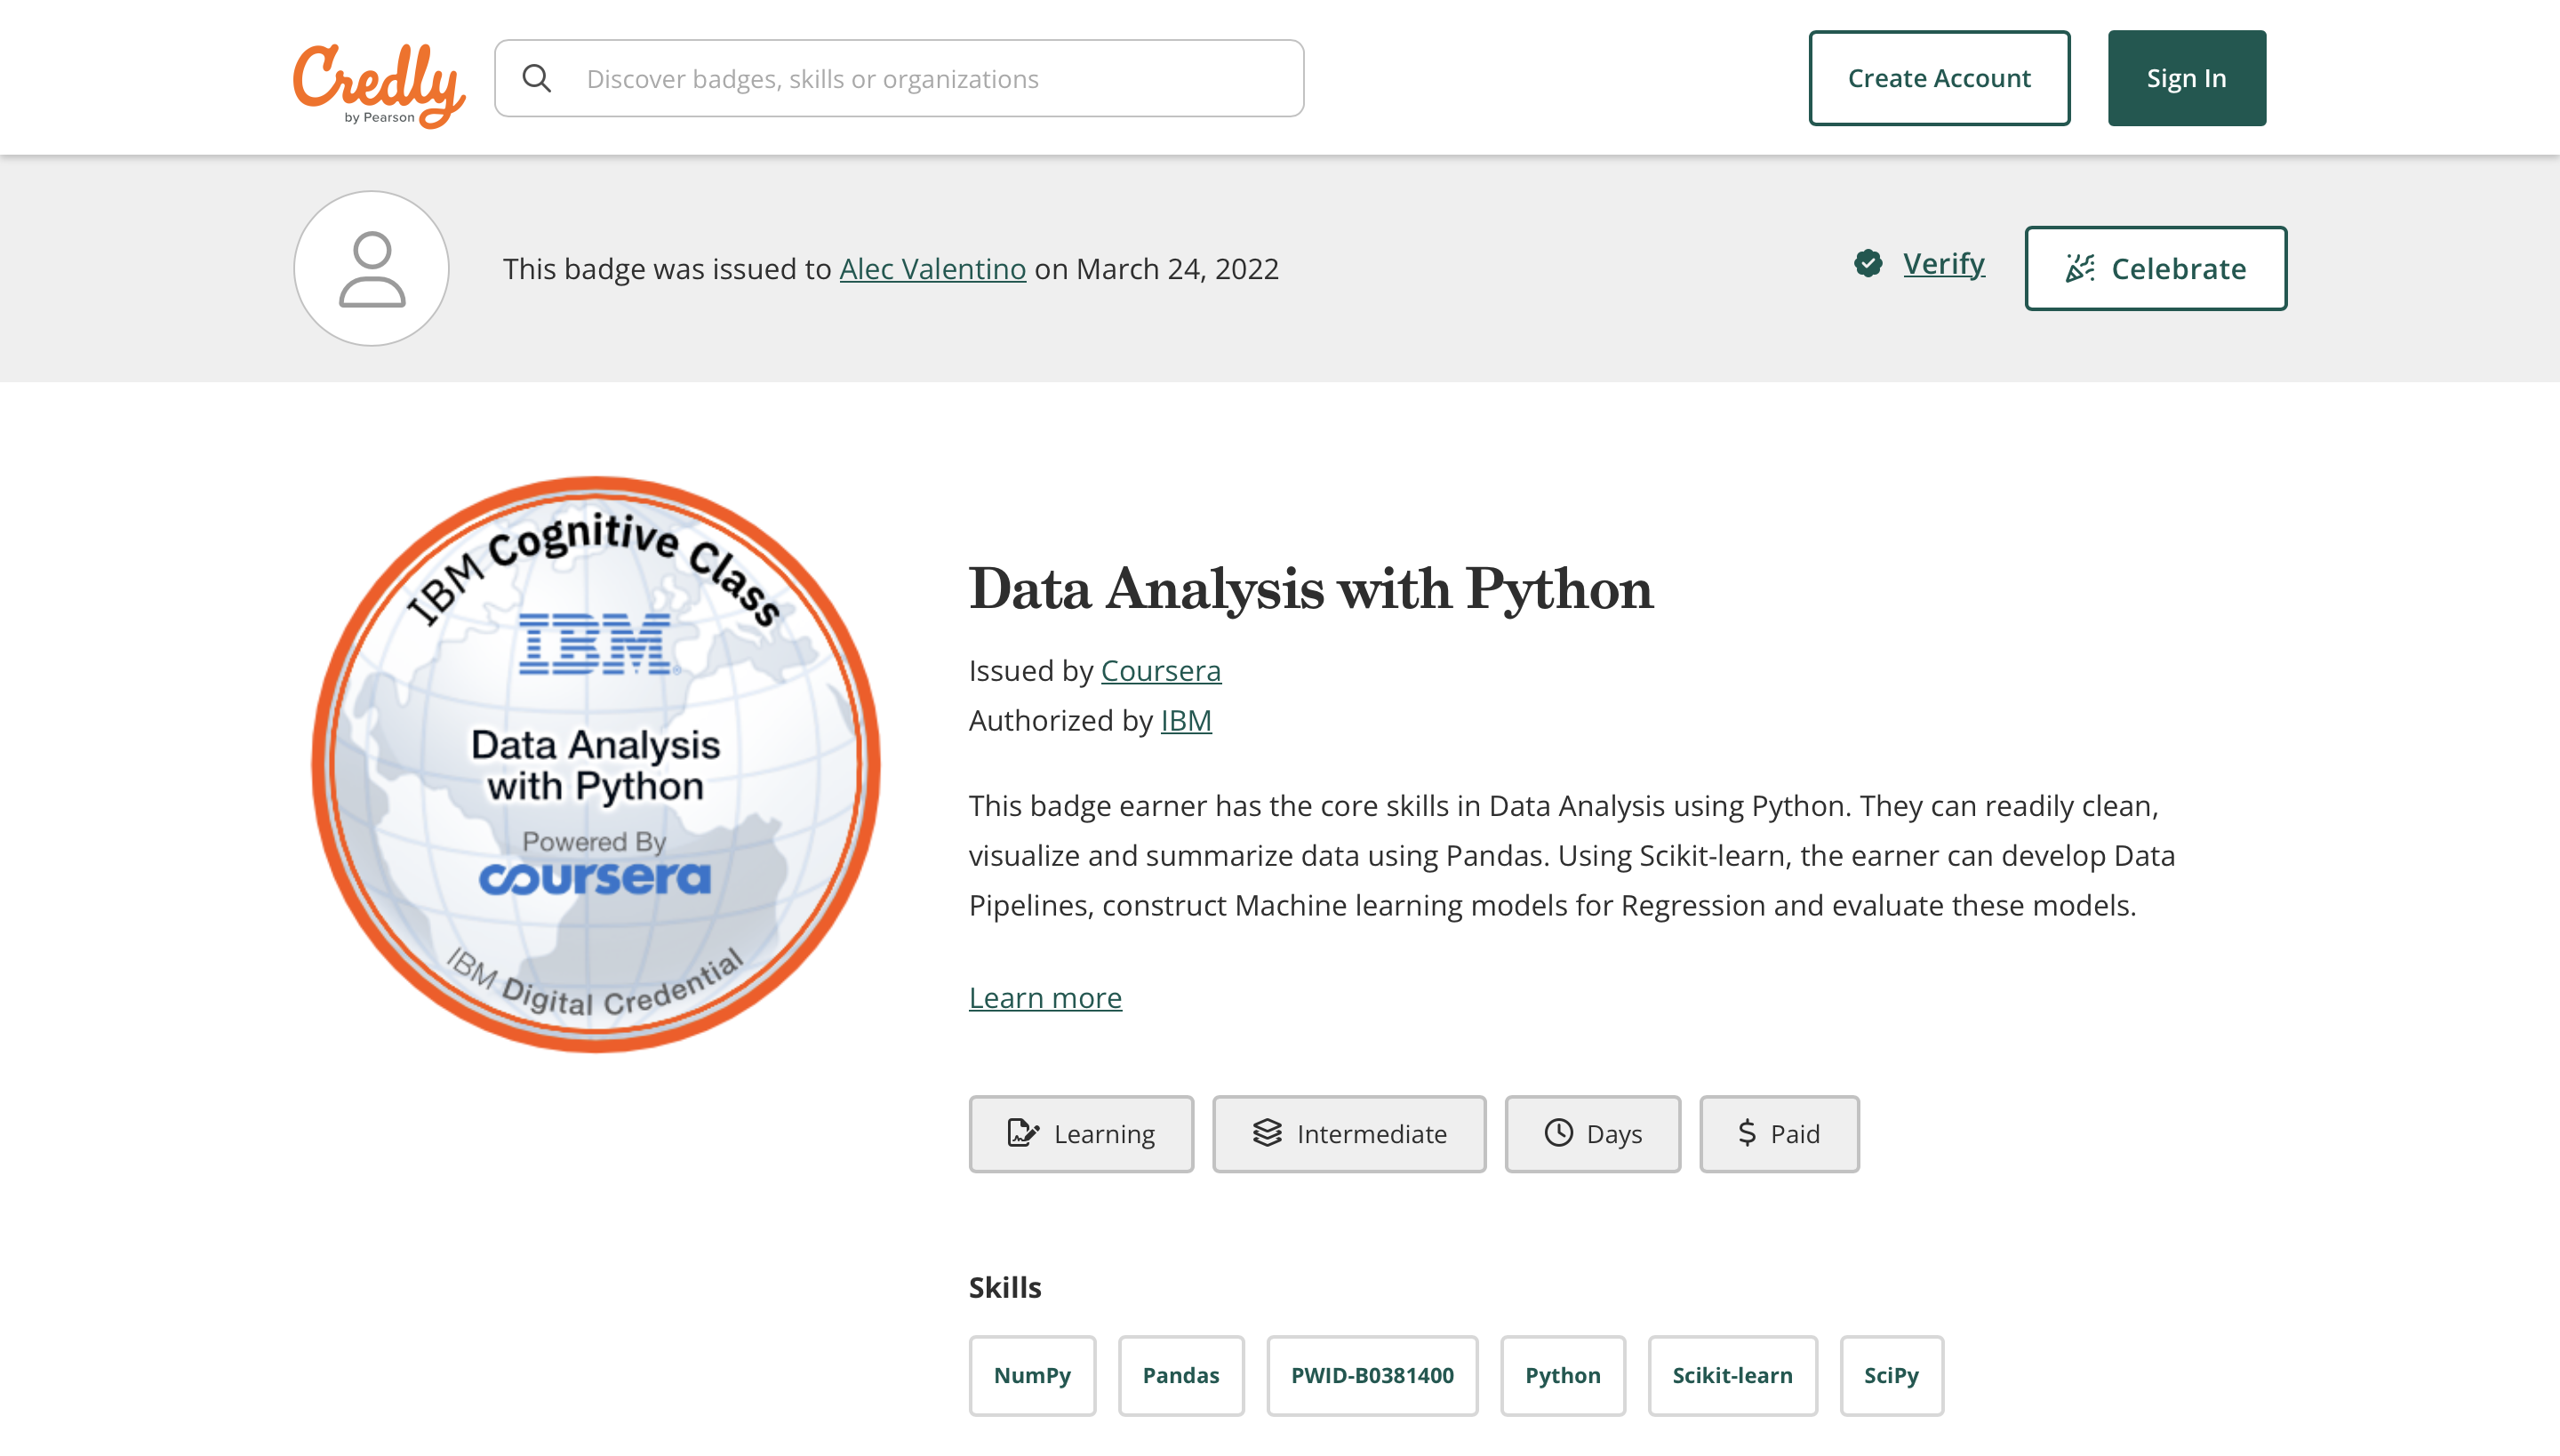 Credly
by Pearson
Discover badges, skills or organizations
Create Account
Sign In
This badge was issued to Alec Valentino on March 24, 2022
Verify
Celebrate
IBM Cognitive Class
IBM®
Data Analysis
with Python
Powered By
coursera
IBM Digital Credential
Data Analysis with Python
Issued by Coursera
Authorized by IBM
This badge earner has the core skills in Data Analysis using Python. They can readily clean,
visualize and summarize data using Pandas. Using Scikit-learn, the earner can develop Data
Pipelines, construct Machine learning models for Regression and evaluate these models.
Learn more
Learning
Intermediate
Days
$ Paid
Skills
NumPy
Pandas
PWID-B0381400
Python
Scikit-learn
SciPy